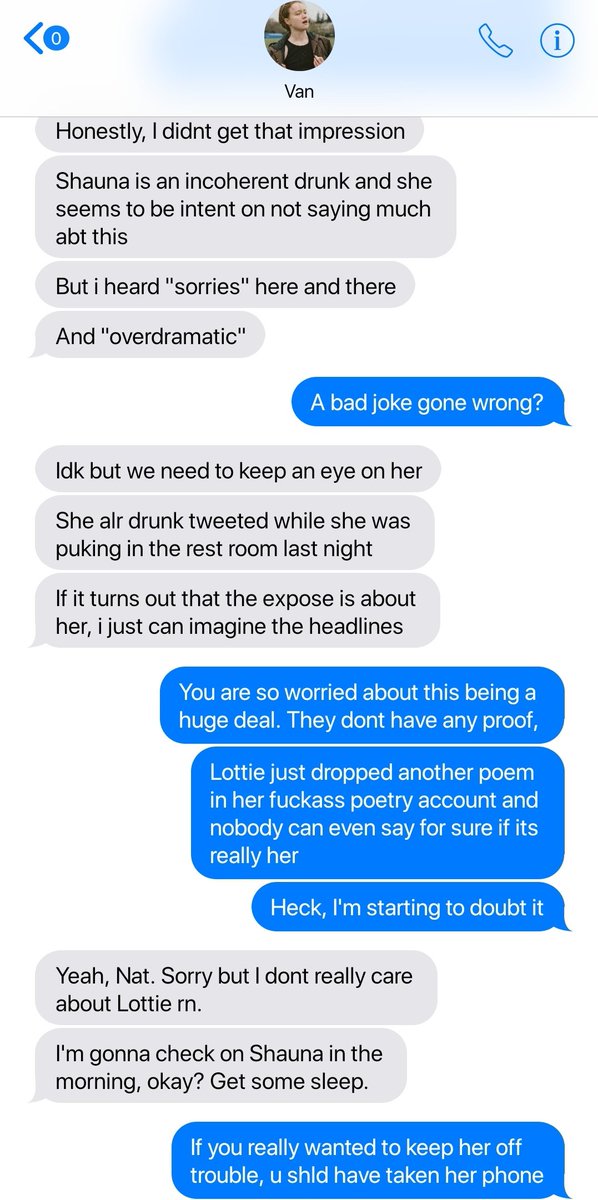 0
Van
Honestly, I didnt get that impression
Shauna is an incoherent drunk and she
seems to be intent on not saying much
abt this
But i heard "sorries" here and there
And "overdramatic"
A bad joke gone wrong?
Idk but we need to keep an eye on her
She alr drunk tweeted while she was
puking in the rest room last night
If it turns out that the expose is about
her, i just can imagine the headlines
You are so worried about this being a
huge deal. They dont have any proof,
Lottie just dropped another poem
in her fuckass poetry account and
nobody can even say for sure if its
really her
Heck, I'm starting to doubt it
Yeah, Nat. Sorry but I dont really care
about Lottie rn.
I'm gonna check on Shauna in the
morning, okay? Get some sleep.
If you really wanted to keep her off
trouble, u shld have taken her phone